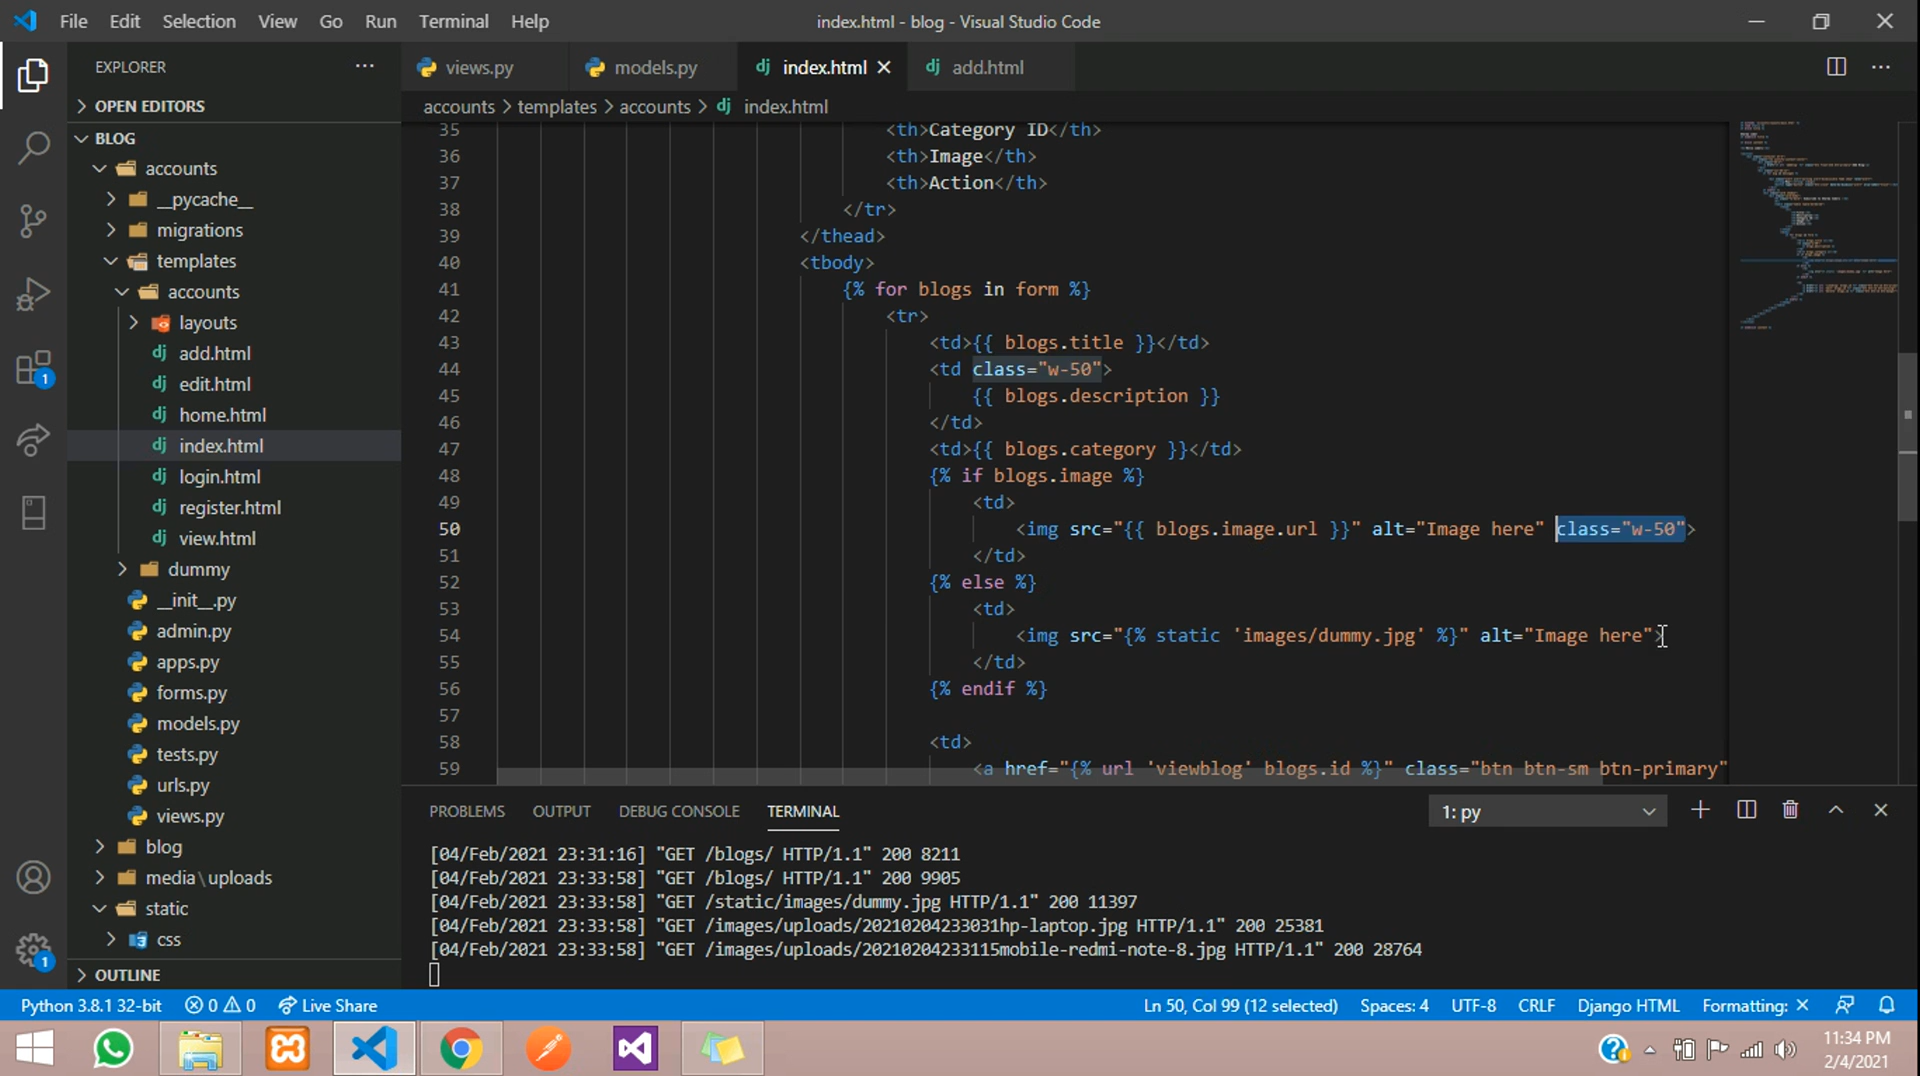 File Edit Selection View Go Run Terminal Help
index.html - blog - Visual Studio Code
EXPLORER
OPEN EDITORS
BLOG
accounts
__pycache__
migrations
templates
accounts
layouts
add.html
edit.html
home.html
index.html
login.html
register.html
view.html
dummy
__init__.py
admin.py
apps.py
forms.py
models.py
tests.py
urls.py
views.py
blog
media\uploads
static
css
OUTLINE
views.py models.py index.html add.html
accounts > templates > accounts > index.html
35 <th>Category ID</th>
36 <th>Image</th>
37 <th>Action</th>
38 </tr>
39 </thead>
40 <tbody>
41 {% for blogs in form %}
42 <tr>
43 <td>{{ blogs.title }}</td>
44 <td class="w-50">
45 {{ blogs.description }}
46 </td>
47 <td>{{ blogs.category }}</td>
48 {% if blogs.image %}
49 <td>
50 <img src="{{ blogs.image.url }}" alt="Image here" class="w-50">
51 </td>
52 {% else %}
53 <td>
54 <img src="{% static 'images/dummy.jpg' %}" alt="Image here">
55 </td>
56 {% endif %}
57
58 <td>
59 <a href="{% url 'viewblog' blogs.id %}" class="btn btn-sm btn-primary"
PROBLEMS OUTPUT DEBUG CONSOLE TERMINAL
1: py
[04/Feb/2021 23:31:16] "GET /blogs/ HTTP/1.1" 200 8211
[04/Feb/2021 23:33:58] "GET /blogs/ HTTP/1.1" 200 9905
[04/Feb/2021 23:33:58] "GET /static/images/dummy.jpg HTTP/1.1" 200 11397
[04/Feb/2021 23:33:58] "GET /images/uploads/20210204233031hp-laptop.jpg HTTP/1.1" 200 25381
[04/Feb/2021 23:33:58] "GET /images/uploads/20210204233115mobile-redmi-note-8.jpg HTTP/1.1" 200 28764
1
1
Python 3.8.1 32-bit 0 0 Live Share
Ln 50, Col 99 (12 selected) Spaces: 4 UTF-8 CRLF Django HTML Formatting: ×
11:34 PM
2/4/2021